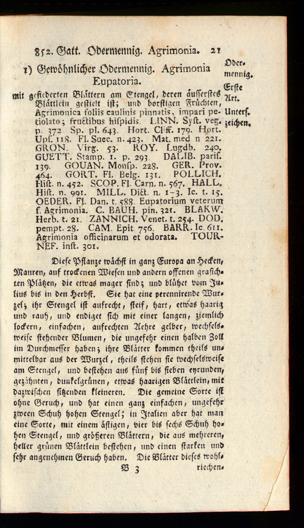 852. Gatt. Odermennig. Agrimonia. 21
1) Gewöhnlicher Odermennig. Agrimonia
Eupatoria.
Oder-
mennig.
Erste
Art.
Unters.
zeichen.
mit gefiederten Blättern am Stengel, deren äusserstes
Blättlein gestielt ist; und borstigen Früchten,
Agrimonica foliis caulinis pinnatis, impari pe-
tiolato; fructibus hispidis LINN. Syst. veg.
p. 372 Sp. pl. 643. Hort. Cliff. 179. Hort.
Upf. 118. Fl. Suec. n. 423. Mat. med n 221.
GRON. Virg. 53. ROY. Lugdb. 240,
GUETT. Stamp. 1. p. 293. DALIB. parif.
139. GOUAN. Monsp. 228. GER. Prov.
464. GORT. Fl. Belg. 131. POLLICH.
Hist. n. 452. SCOP. Fl. Carn. n. 567. HALL,
Hist. n. 991. MILL. Dict. n. 1-3. Ic. t. 15.
OEDER. Fl. Dan. t. 588. Eupatorium veterum
f. Agrimonia. C. BAUH. pin. 321. BLAKW.
Herb. t. 21. ZANNICH. Venet. t. 254. DOD.
pempt. 28. CAM. Epit 756. BARR. Ic 611.
Agrimonia officinarum et odorata. TOUR-
NEF. inst. 301.
Diese Pflanze wächst in ganz Europa an Hecken,
Mauren, auf trockenen Wiesen und andern offenen grasich-
ten Plätzen, die etwas mager sind; und blühet vom Ju-
lius bis in den Herbst. Sie hat eine perennirende Wur-
zel; ihr Stengel ist aufrecht, steif, hart, etwas haarig
und rauh, und endiget sich mit einer langen, ziemlich
lockern, einfachen, aufrechten Aehre gelber, wechsels-
weise stehender Blumen, die ungefehr einen halben Zoll
im Durchmesser haben; ihre Blätter kommen theils un-
mittelbar aus der Wurzel, theils stehen sie wechselsweise
am Stengel, und bestehen aus fünf bis sieben eyrunden,
gezähnten, dunkelgrünen, etwas haarigen Blättlein, mit
dazwischen sitzenden kleinern. Die gemeine Sorte ist
ohne Geruch, und hat einen ganz einfachen, ungefehr
zween Schuh hohen Stengel; in Italien aber hat man
eine Sorte, mit einem ästigen, vier bis sechs Schuh ho-
hen Stengel, und größeren Blättern, die aus mehreren,
heller grünen Blättlein bestehen, und einen starken und
sehr angenehmen Geruch haben. Die Blätter dieses wohl-
B 3 riechen-